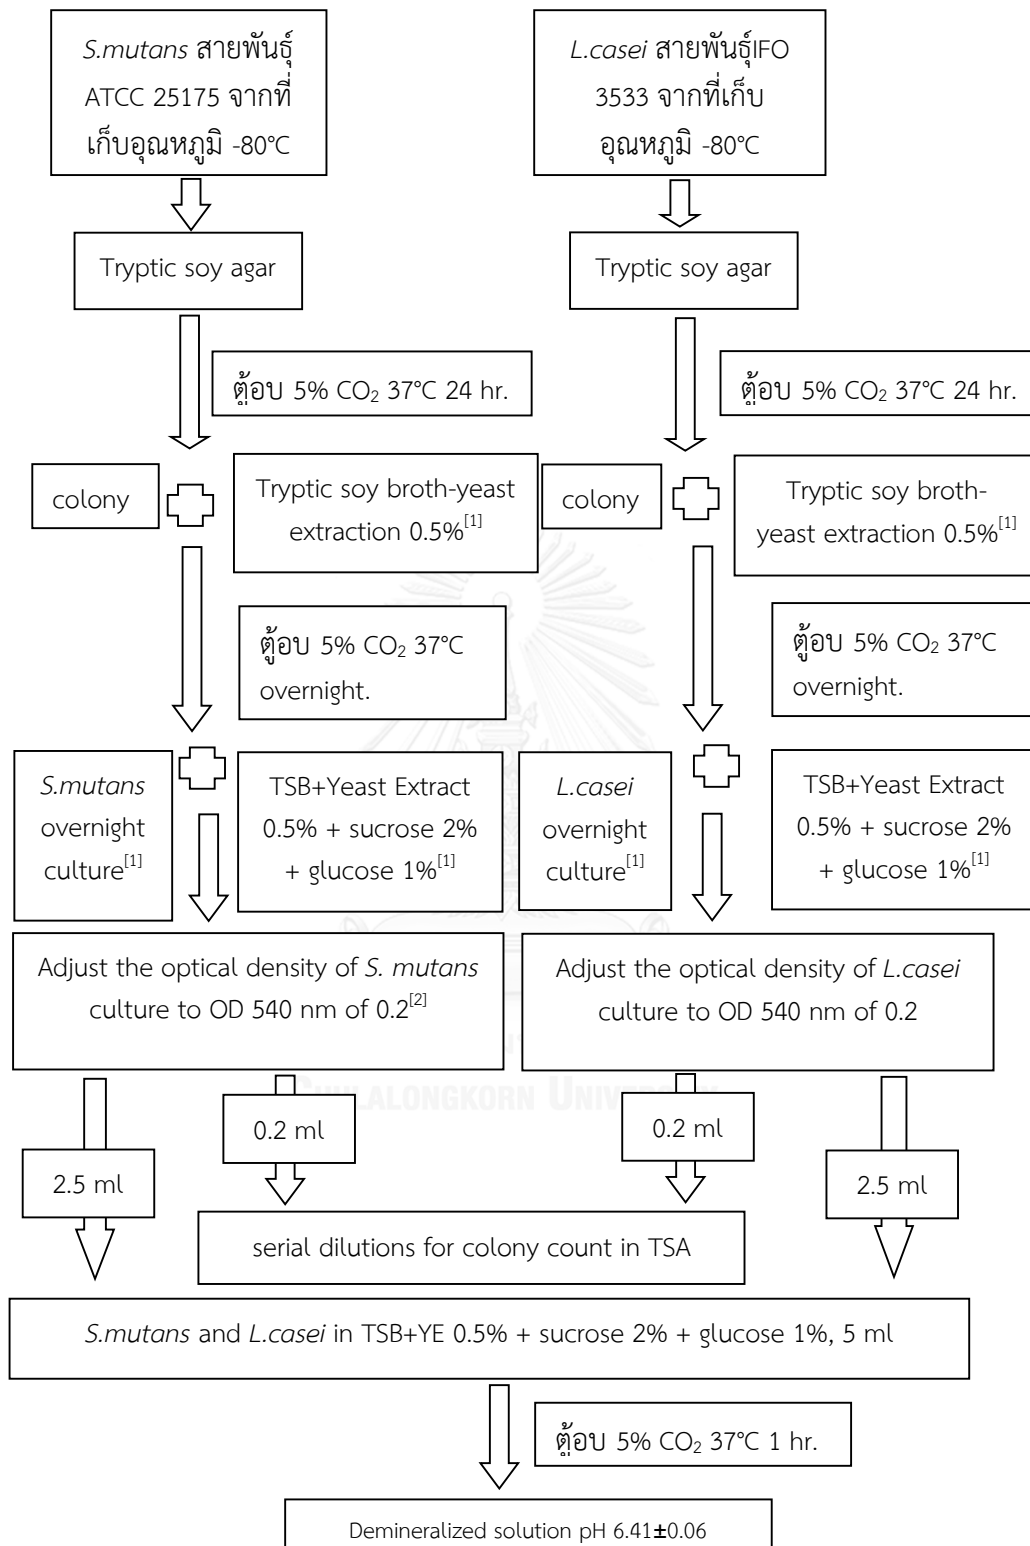 S.mutans สายพันธุ์
ATCC 25175 จากที่
เก็บอุณหภูมิ -80°C
L.casei สายพันธุ์IFO
3533 จากที่เก็บ
อุณหภูมิ -80°C
Tryptic soy agar
Tryptic soy agar
ตู้อบ 5% CO₂ 37°C 24 hr.
ตู้อบ 5% CO₂ 37°C 24 hr.
colony
Tryptic soy broth-yeast
extraction 0.5%[1]
colony
Tryptic soy broth-
yeast extraction 0.5%[1]
ตู้อบ 5% CO₂ 37°C
overnight.
ตู้อบ 5% CO₂ 37°C
overnight.
S.mutans
overnight
culture[1]
TSB+Yeast Extract
0.5% + sucrose 2%
+ glucose 1%[1]
L.casei
overnight
culture[1]
TSB+Yeast Extract
0.5% + sucrose 2%
+ glucose 1%[1]
Adjust the optical density of S. mutans
culture to OD 540 nm of 0.2[2]
Adjust the optical density of L.casei
culture to OD 540 nm of 0.2
0.2 ml
0.2 ml
2.5 ml
2.5 ml
serial dilutions for colony count in TSA
S.mutans and L.casei in TSB+YE 0.5% + sucrose 2% + glucose 1%, 5 ml
ตู้อบ 5% CO₂ 37°C 1 hr.
Demineralized solution pH 6.41±0.06